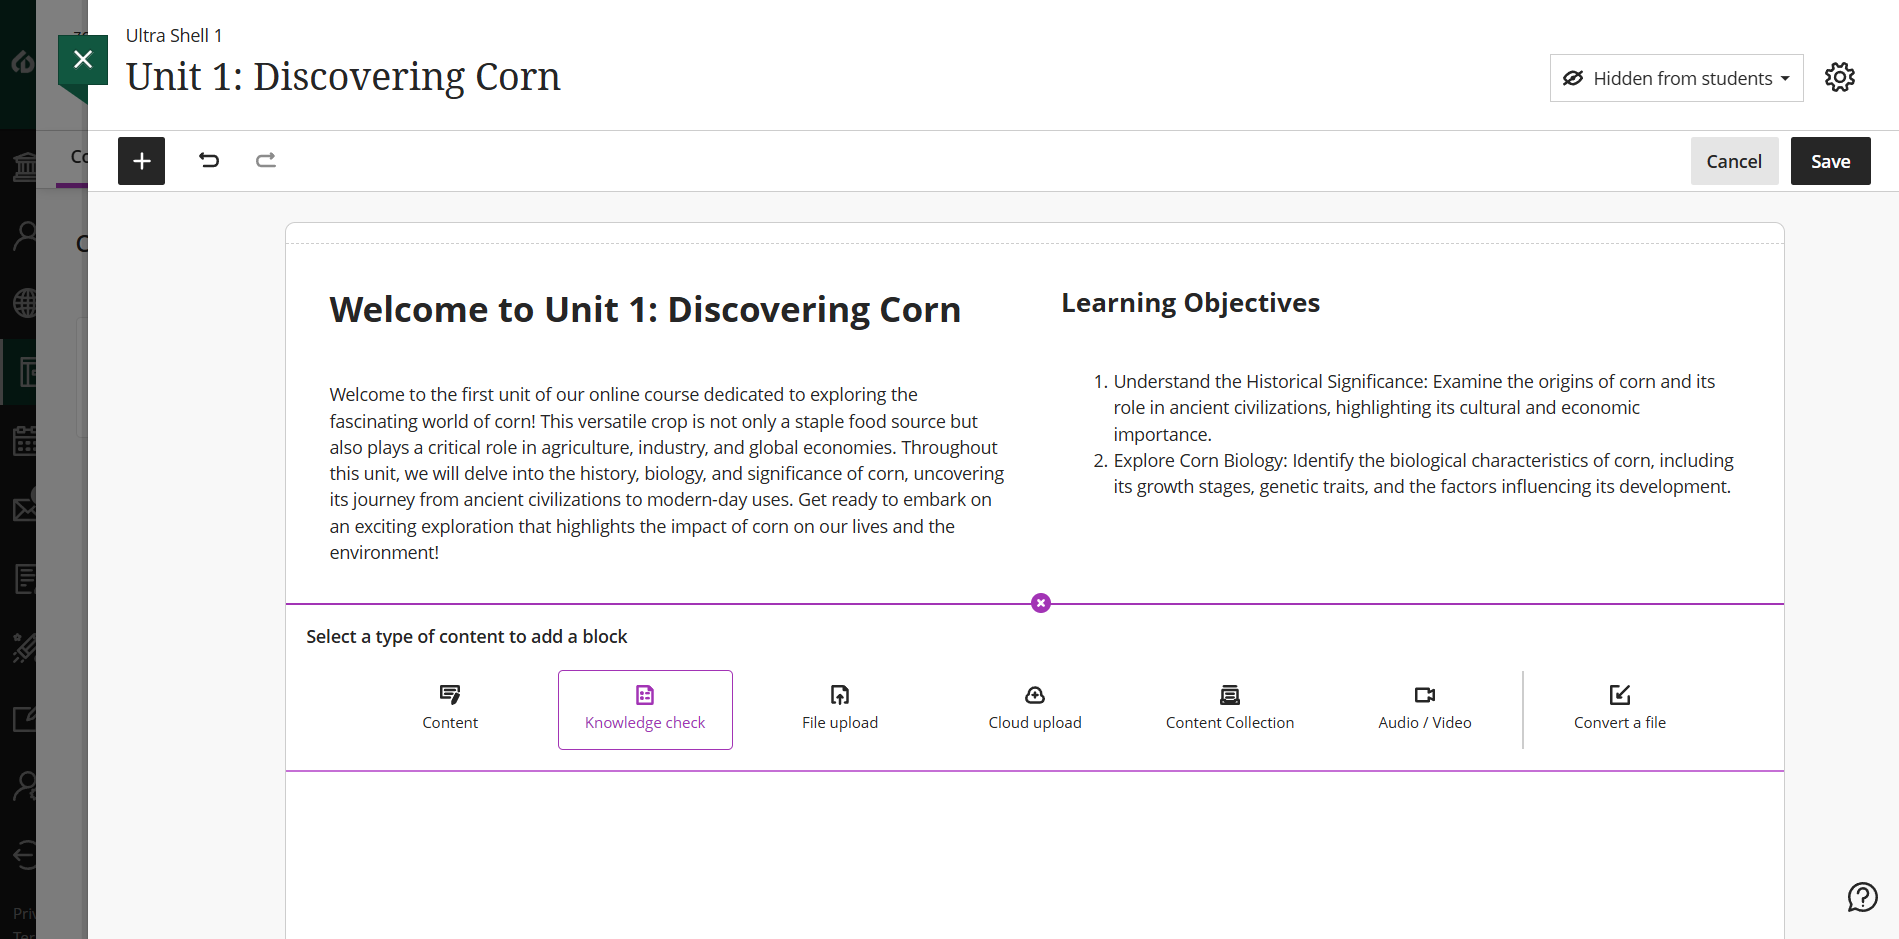 Ultra Shell 1
Unit 1: Discovering Corn
Hidden from students
Cancel
Save
Welcome to Unit 1: Discovering Corn
Welcome to the first unit of our online course dedicated to exploring the
fascinating world of corn! This versatile crop is not only a staple food source but
also plays a critical role in agriculture, industry, and global economies. Throughout
this unit, we will delve into the history, biology, and significance of corn, uncovering
its journey from ancient civilizations to modern-day uses. Get ready to embark on
an exciting exploration that highlights the impact of corn on our lives and the
environment!
Learning Objectives
1. Understand the Historical Significance: Examine the origins of corn and its
role in ancient civilizations, highlighting its cultural and economic
importance.
2. Explore Corn Biology: Identify the biological characteristics of corn, including
its growth stages, genetic traits, and the factors influencing its development.
Select a type of content to add a block
Content
Knowledge check
File upload
Cloud upload
Content Collection
Audio / Video
Convert a file